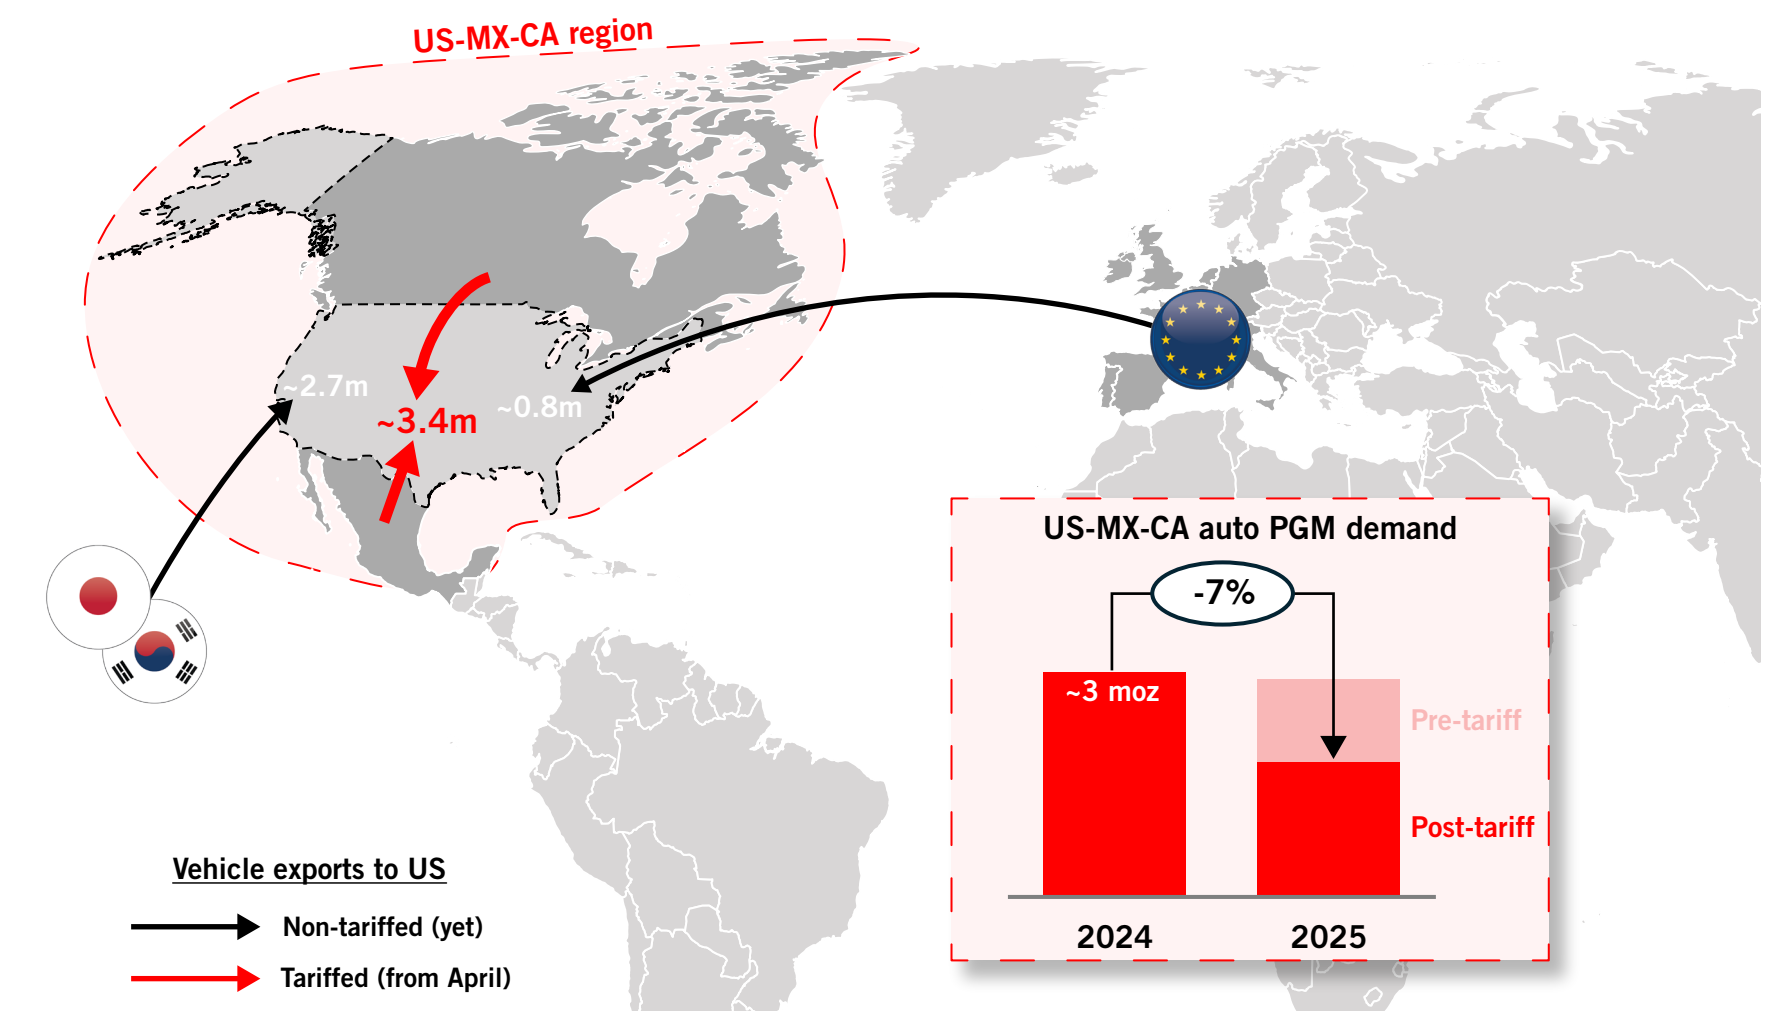 US-MX-CA region
~2.7m
~3.4m
~0.8m
US-MX-CA auto PGM demand
-7%
~3 moz
Pre-tariff
Post-tariff
2024
2025
Vehicle exports to US
Non-tariffed (yet)
Tariffed (from April)